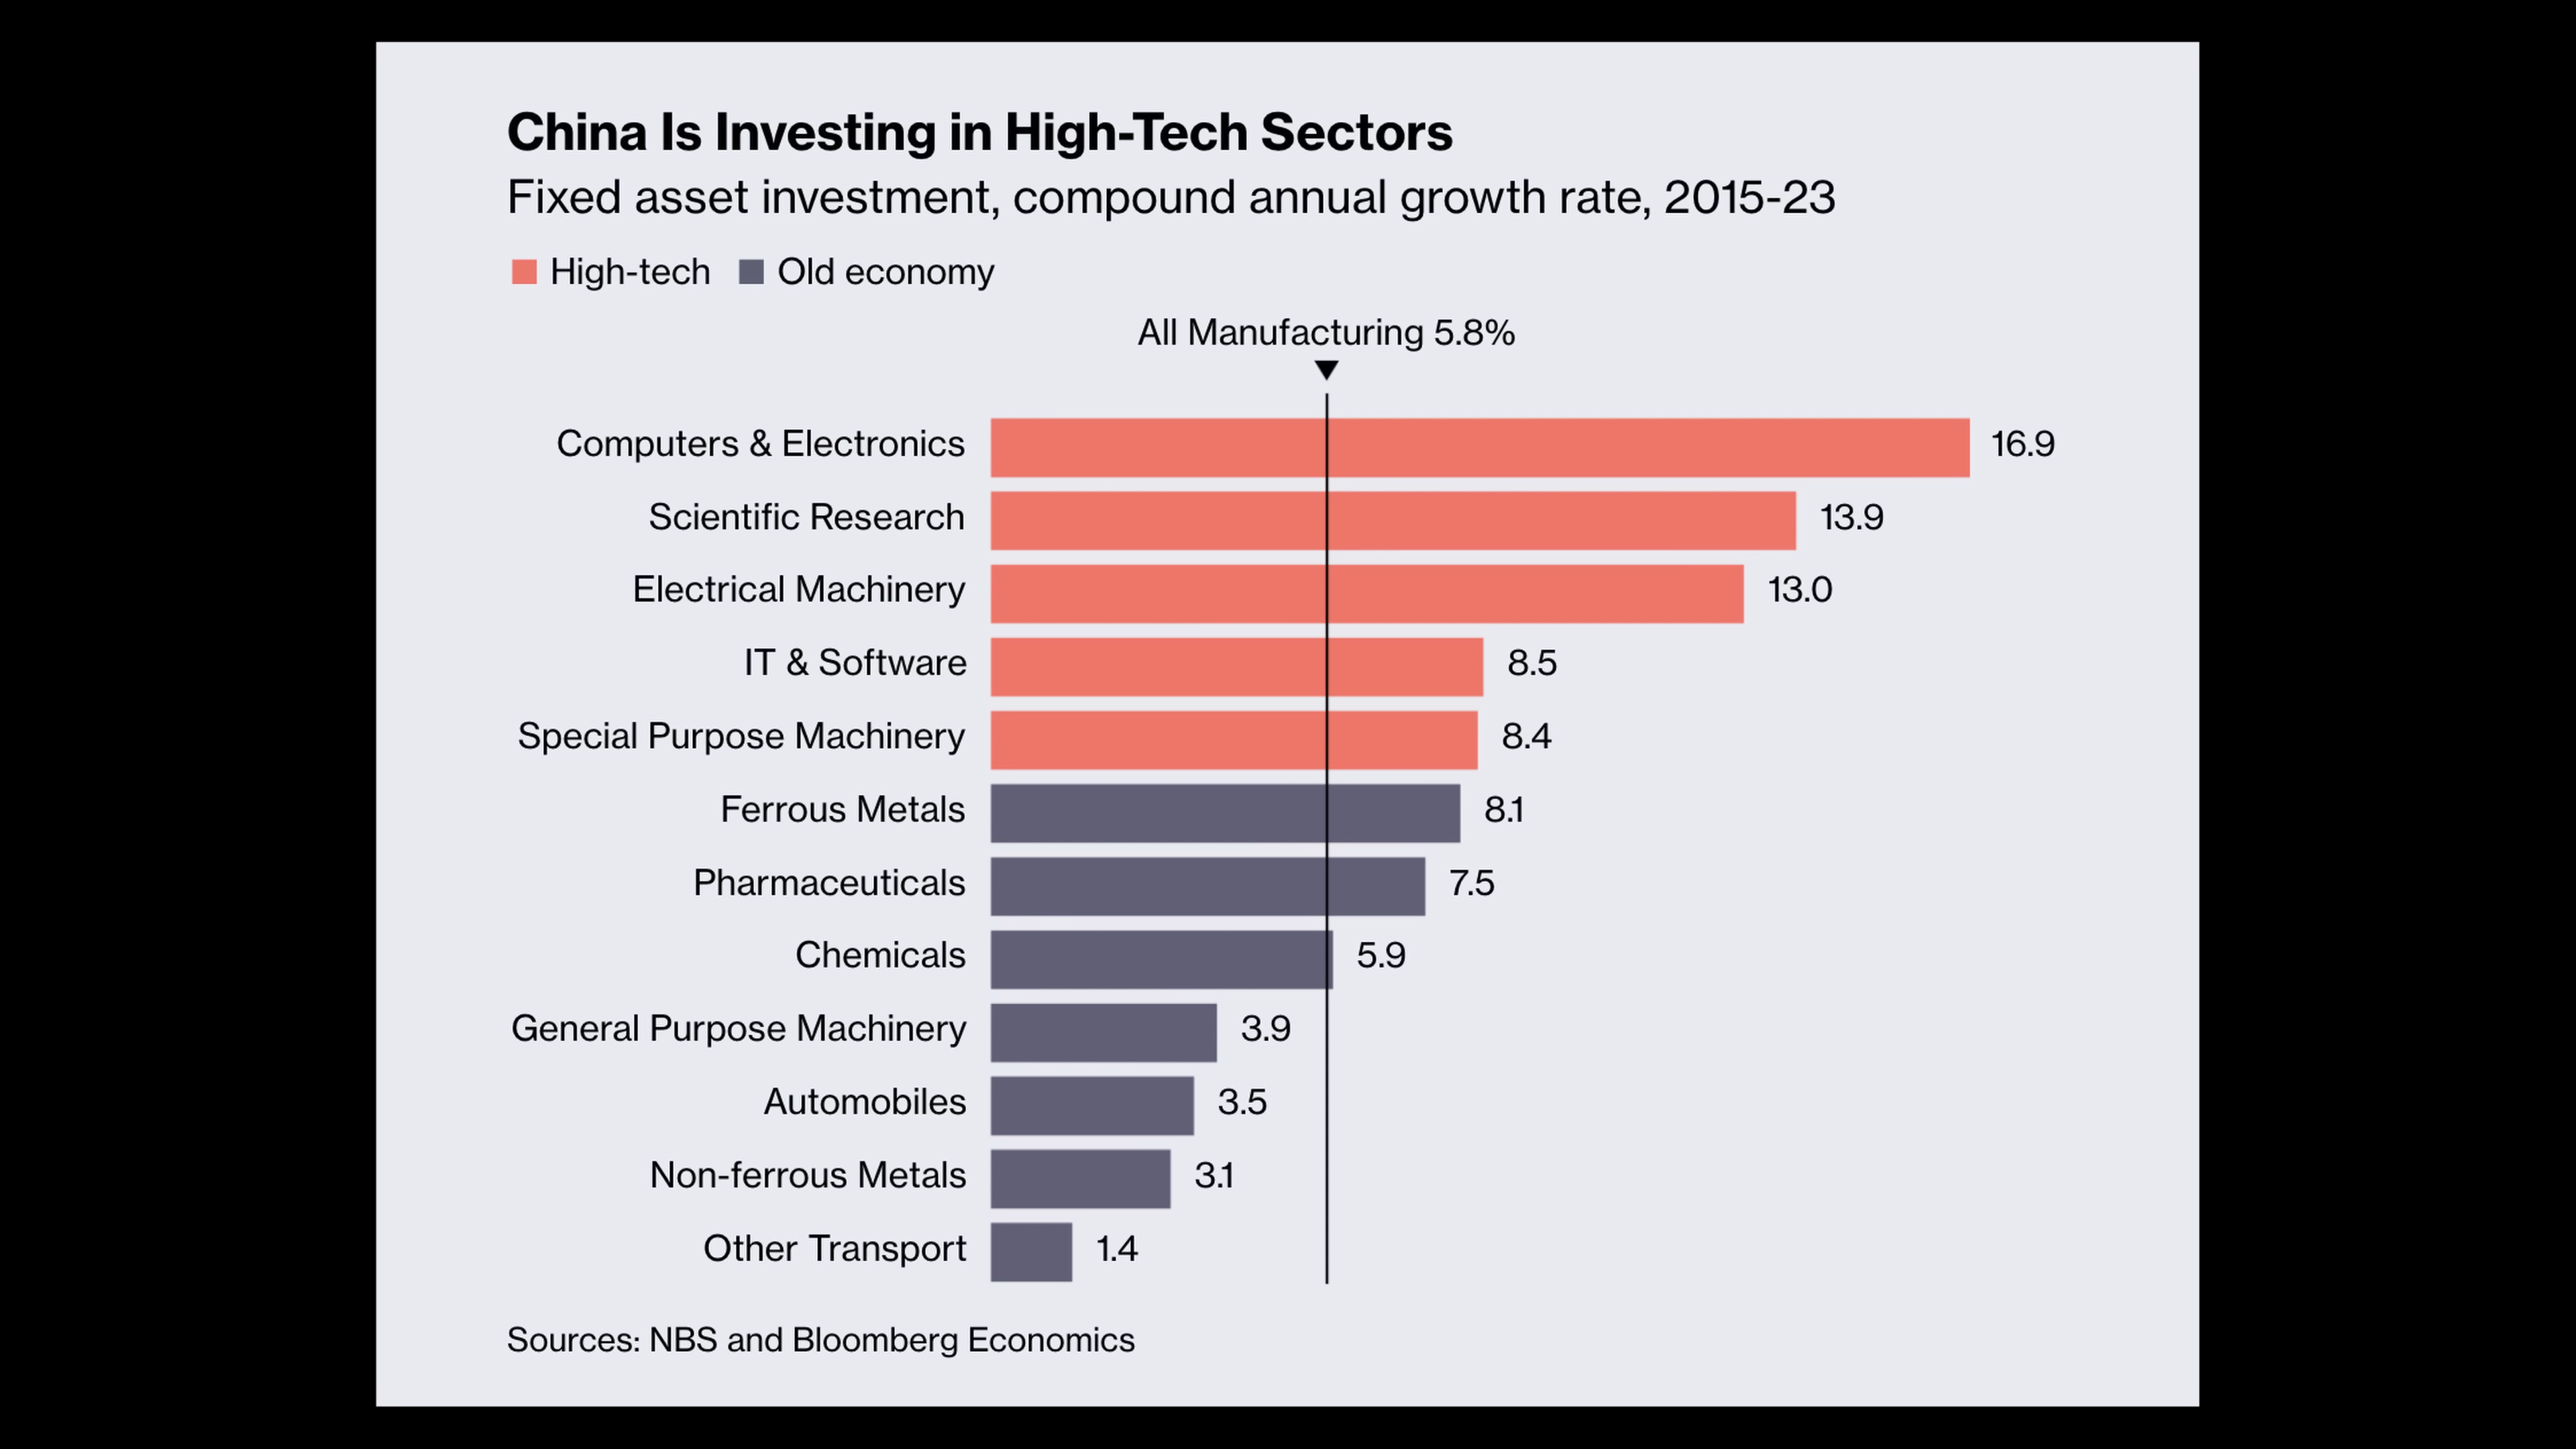 China Is Investing in High-Tech Sectors
Fixed asset investment, compound annual growth rate, 2015-23
High-tech Old economy
All Manufacturing 5.8%
Computers & Electronics 16.9
Scientific Research 13.9
Electrical Machinery 13.0
IT & Software 8.5
Special Purpose Machinery 8.4
Ferrous Metals 8.1
Pharmaceuticals 7.5
Chemicals 5.9
General Purpose Machinery 3.9
Automobiles 3.5
Non-ferrous Metals 3.1
Other Transport 1.4
Sources: NBS and Bloomberg Economics